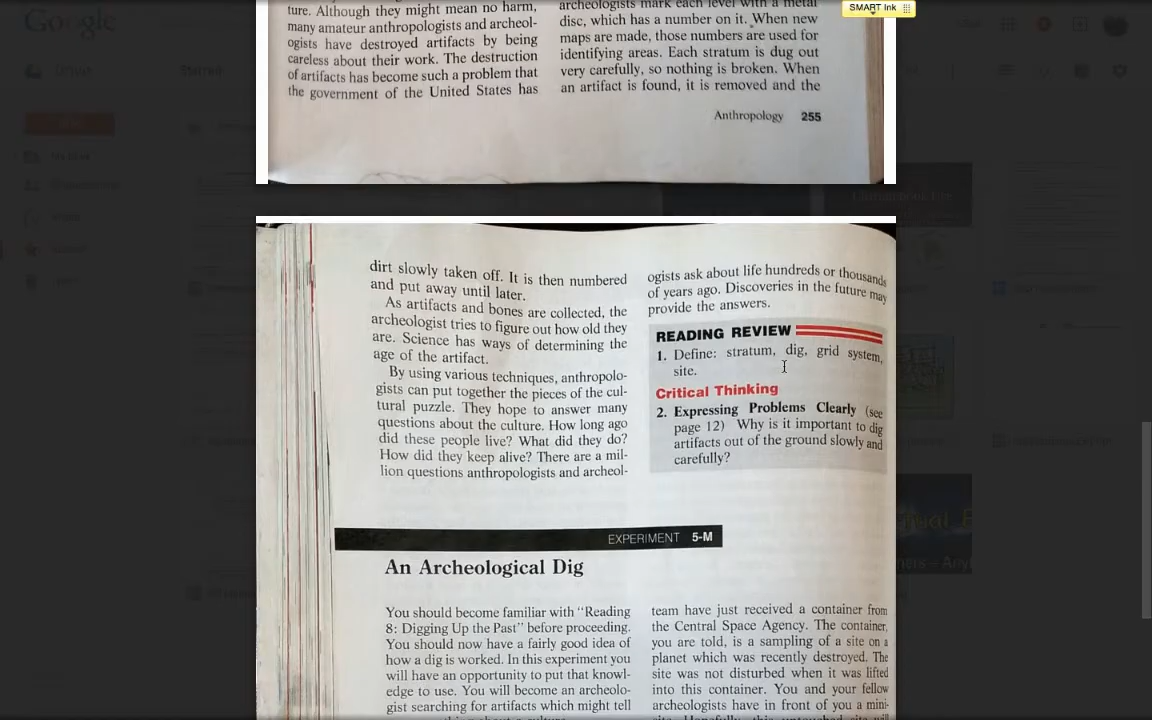 Google
Drive
Starred
SMART Ink
ture. Although they might mean no harm,
many amateur anthropologists and archeol-
ogists have destroyed artifacts by being
careless about their work. The destruction
of artifacts has become such a problem that
the government of the United States has
archeologists mark each level with a metal
disc, which has a number on it. When new
maps are made, those numbers are used for
identifying areas. Each stratum is dug out
very carefully, so nothing is broken. When
an artifact is found, it is removed and the
Anthropology 255
dirt slowly taken off. It is then numbered
and put away until later.
As artifacts and bones are collected, the
archeologist tries to figure out how old they
are. Science has ways of determining the
age of the artifact.
By using various techniques, anthropolo-
gists can put together the pieces of the cul-
tural puzzle. They hope to answer many
questions about the culture. How long ago
did these people live? What did they do?
How did they keep alive? There are a mil-
lion questions anthropologists and archeol-
ogists ask about life hundreds or thousands
of years ago. Discoveries in the future may
provide the answers.
READING REVIEW
1. Define: stratum, dig, grid system,
site.
Critical Thinking
2. Expressing Problems Clearly (see
page 12) Why is it important to dig
artifacts out of the ground slowly and
carefully?
EXPERIMENT 5-M
An Archeological Dig
You should become familiar with "Reading
8: Digging Up the Past" before proceeding.
You should now have a fairly good idea of
how a dig is worked. In this experiment you
will have an opportunity to put that knowl-
edge to use. You will become an archeolo-
gist searching for artifacts which might tell
team have just received a container from
the Central Space Agency. The container,
you are told, is a sampling of a site on a
planet which was recently destroyed. The
site was not disturbed when it was lifted
into this container. You and your fellow
archeologists have in front of you a mini-